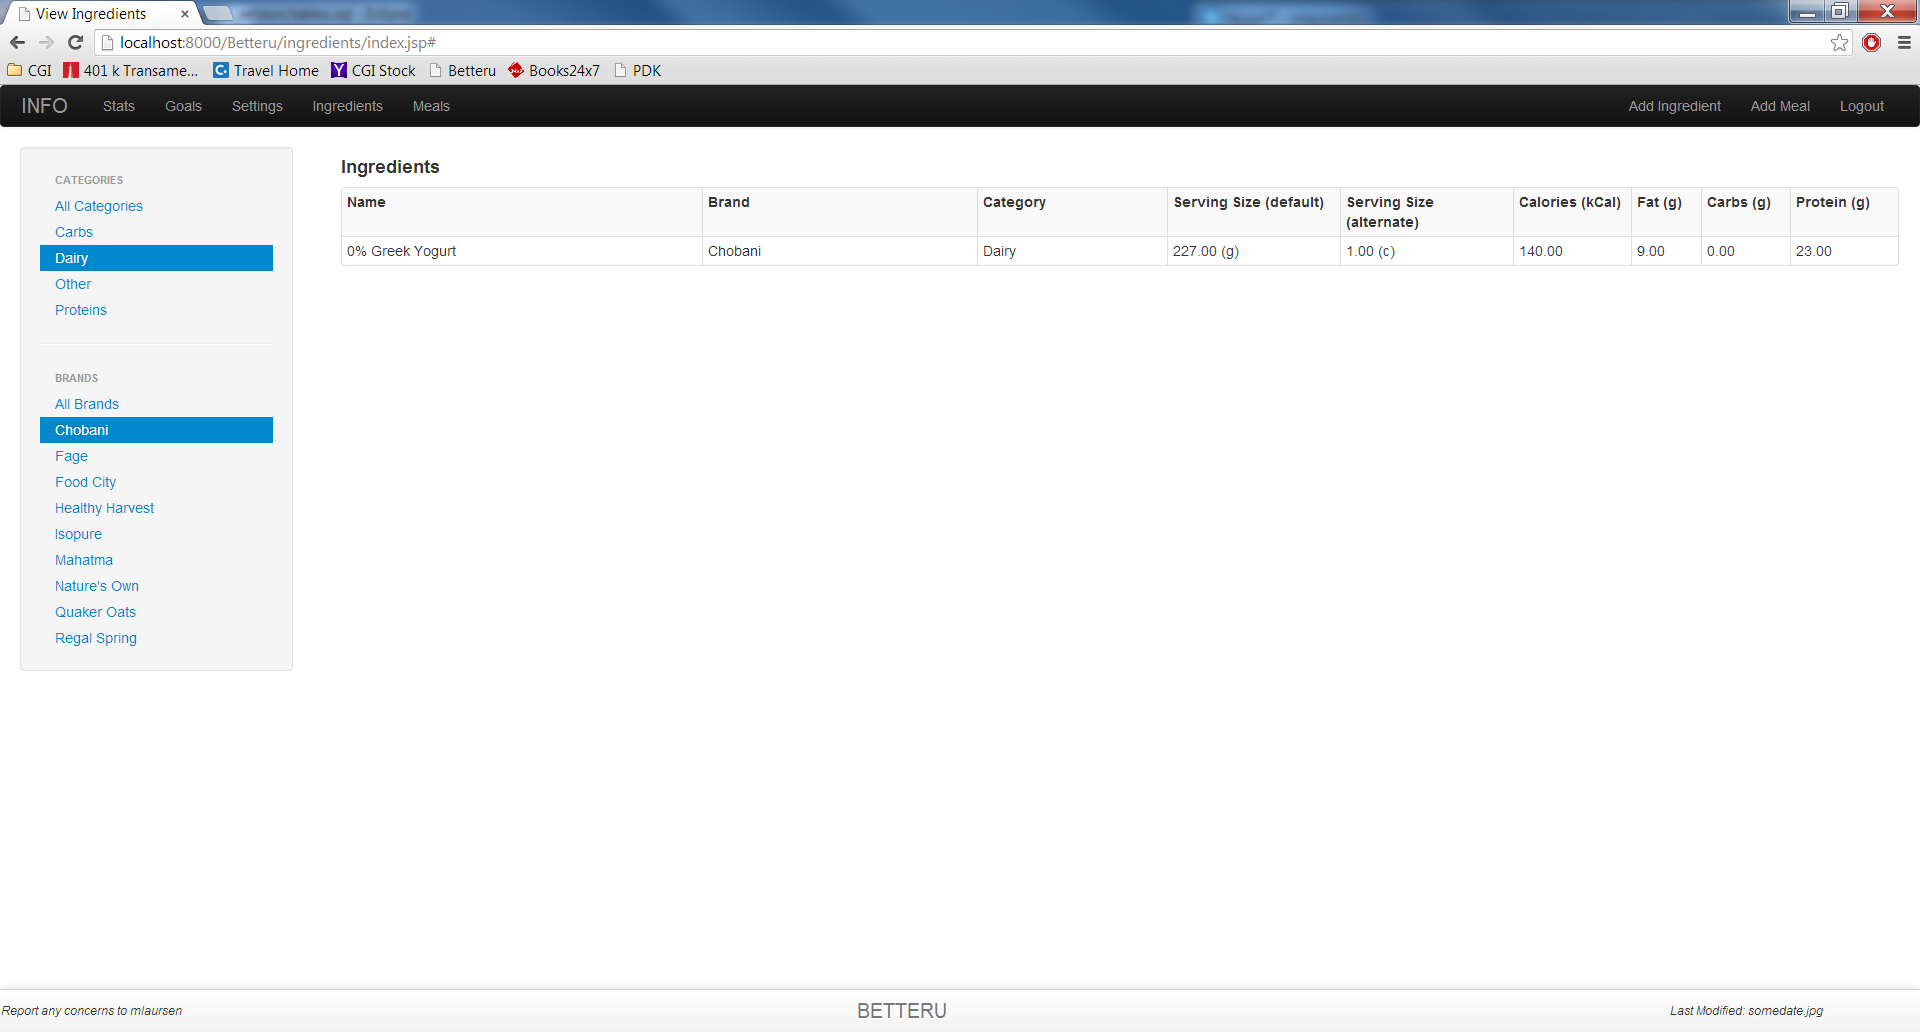 View Ingredients
localhost:8000/Betteru/ingredients/index.jsp#
CGI 401 k Transame... Travel Home CGI Stock Betteru Books24x7 PDK
INFO Stats Goals Settings Ingredients Meals Add Ingredient Add Meal Logout
CATEGORIES
All Categories
Carbs
Dairy
Other
Proteins
BRANDS
All Brands
Chobani
Fage
Food City
Healthy Harvest
Isopure
Mahatma
Nature's Own
Quaker Oats
Regal Spring
Ingredients
Name Brand Category Serving Size (default) Serving Size (alternate) Calories (kCal) Fat (g) Carbs (g) Protein (g)
0% Greek Yogurt Chobani Dairy 227.00 (g) 1.00 (c) 140.00 9.00 0.00 23.00
Report any concerns to mlaursen BETTERU Last Modified: somedate.jpg